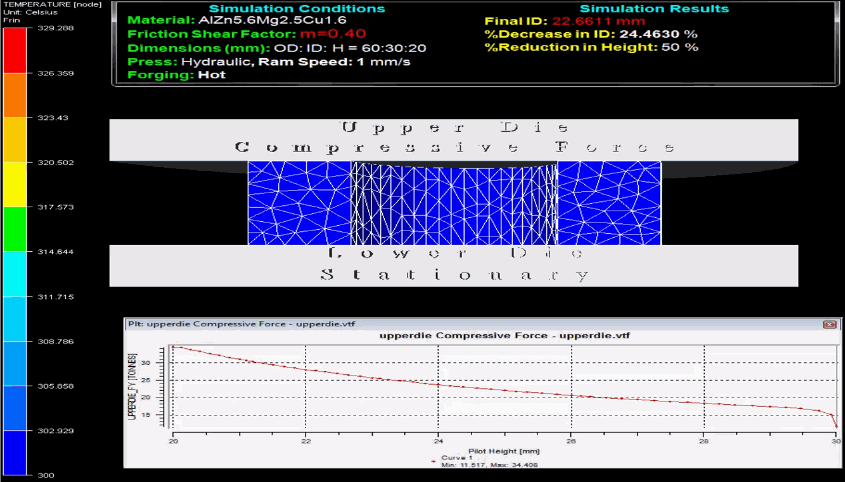 TEMPERATURE [node]
Unit: Celsius
Frin
329.288
326.359
323.43
320.502
317.573
314.644
311.715
308.786
305.858
302.929
300
Simulation Conditions
Material: AlZn5.6Mg2.5Cu1.6
Friction Shear Factor: m=0.40
Dimensions (mm): OD: ID: H = 60:30:20
Press: Hydraulic, Ram Speed: 1 mm/s
Forging: Hot
Simulation Results
Final ID: 22.6611 mm
%Decrease in ID: 24.4630 %
%Reduction in Height: 50 %
Upper Die
Compressive Force
Lower Die
Stationary
Plt: upperdie Compressive Force - upperdie.vtf
upperdie Compressive Force - upperdie.vtf
UPPERDIE_FY [TONNES]
30
25
20
15
20 22 24 26 28 30
Pilot Height [mm]
Curve 1
Min: 11.517, Max: 34.406